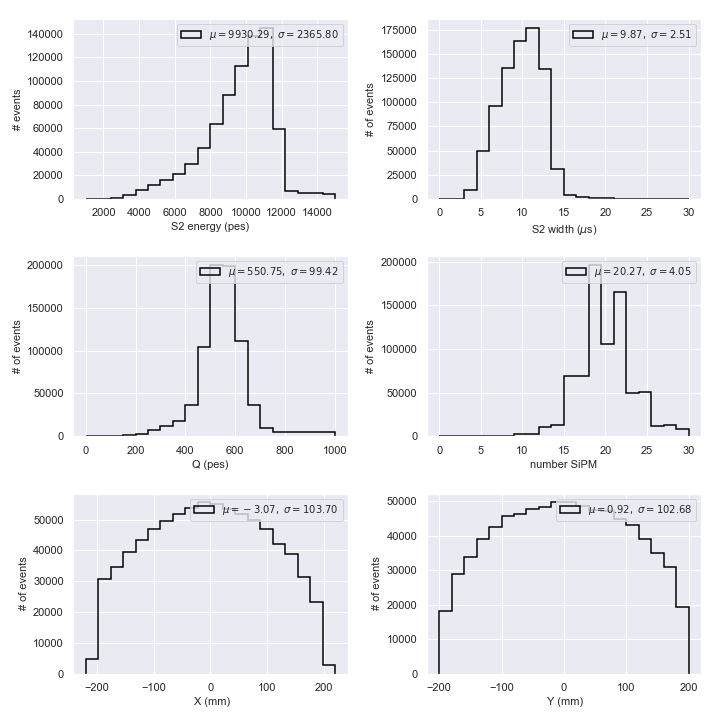 μ = 9930.29, σ = 2365.80
140000
120000
100000
80000
60000
40000
20000
0
# events
2000 4000 6000 8000 10000 12000 14000
S2 energy (pes)
μ = 9.87, σ = 2.51
175000
150000
125000
100000
75000
50000
25000
0
# of events
0 5 10 15 20 25 30
S2 width (μs)
μ = 550.75, σ = 99.42
200000
150000
100000
50000
0
# of events
0 200 400 600 800 1000
Q (pes)
μ = 20.27, σ = 4.05
200000
150000
100000
50000
0
# of events
0 5 10 15 20 25 30
number SiPM
μ = −3.07, σ = 103.70
50000
40000
30000
20000
10000
0
# of events
−200 −100 0 100 200
X (mm)
μ = 0.92, σ = 102.68
50000
40000
30000
20000
10000
0
# of events
−200 −100 0 100 200
Y (mm)